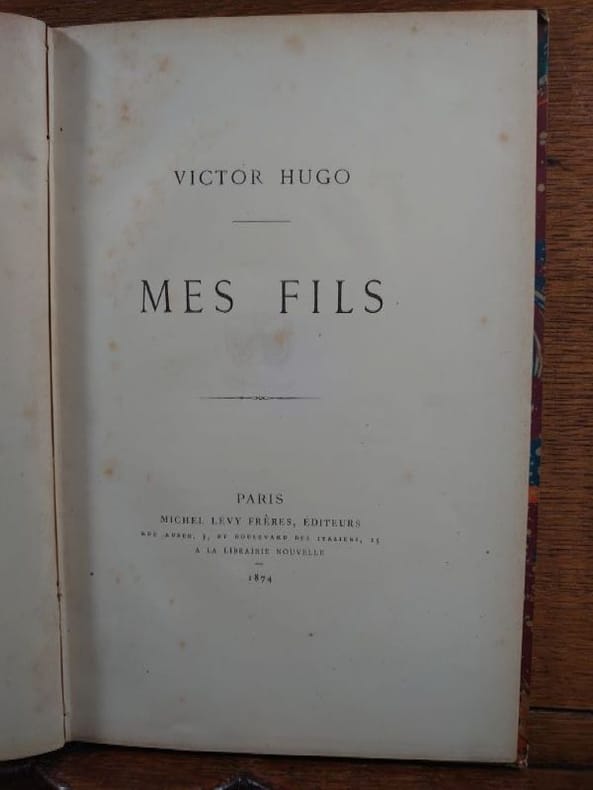 VICTOR HUGO
MES FILS
PARIS
MICHEL LÉVY FRÈRES, ÉDITEURS
RUE AUBER, 3, ET BOULEVARD DES ITALIENS, 15
A LA LIBRAIRIE NOUVELLE
1874